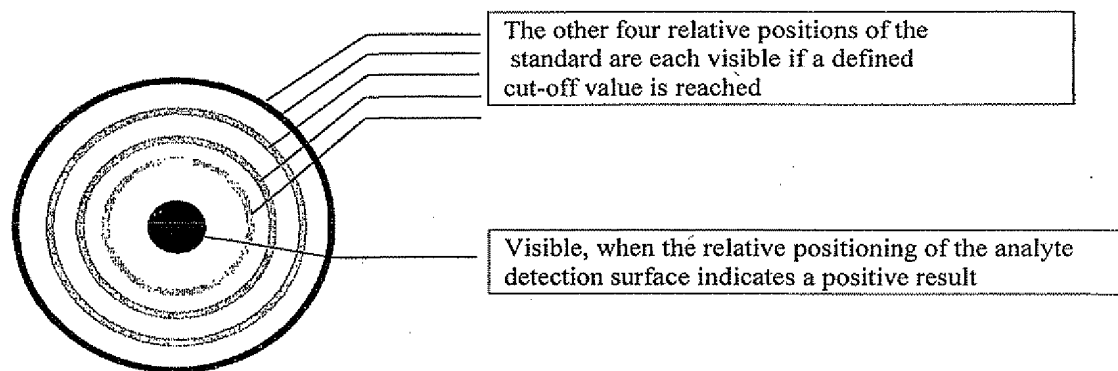 The other four relative positions of the
standard are each visible if a defined
cut-off value is reached
Visible, when the relative positioning of the analyte
detection surface indicates a positive result